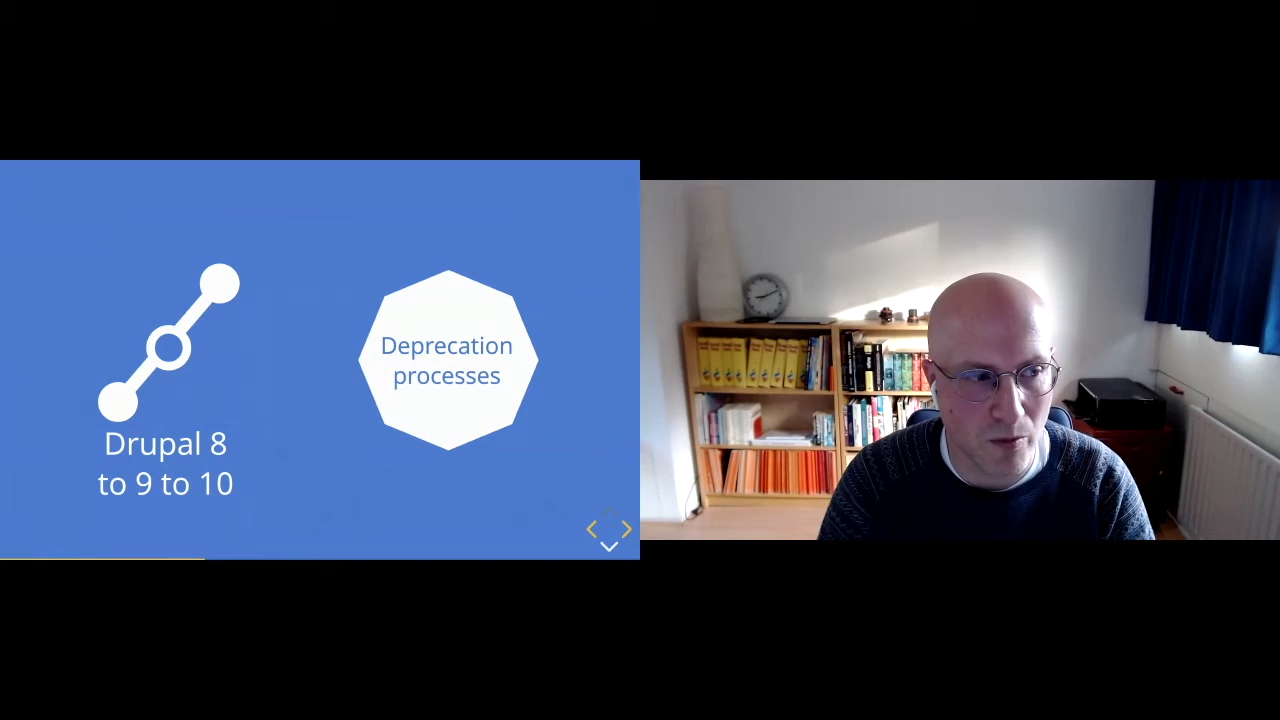 Drupal 8
to 9 to 10
Deprecation
processes